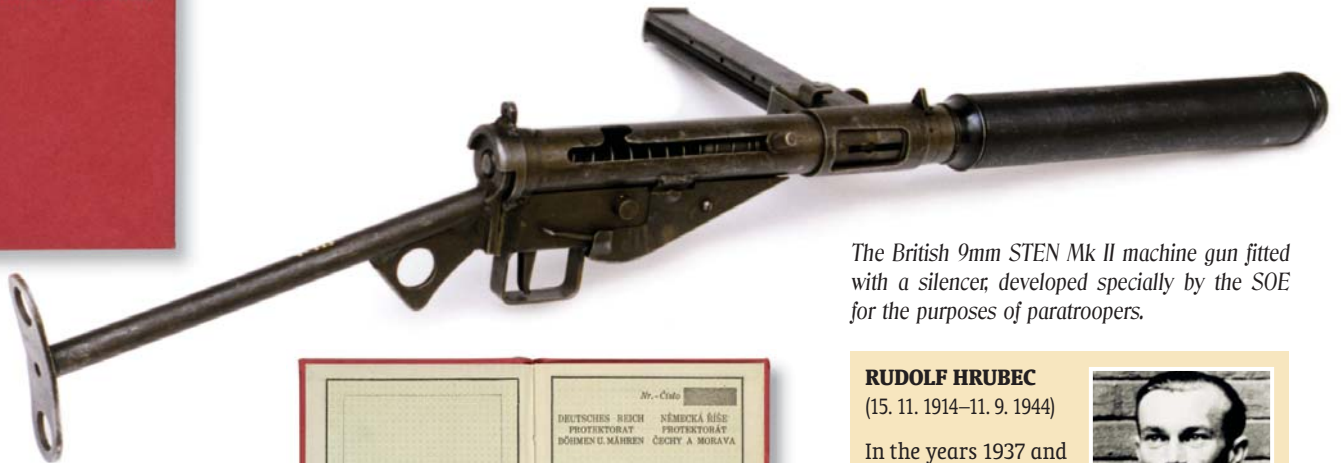 The British 9mm STEN Mk II machine gun fitted
with a silencer, developed specially by the SOE
for the purposes of paratroopers.
RUDOLF HRUBEC
(15. 11. 1914–11. 9. 1944)
In the years 1937 and
Nr. - Číslo
DEUTSCHES REICH NĚMECKÁ ŘÍŠE
PROTEKTORAT PROTEKTORÁT
BÖHMEN U. MÄHREN ČECHY A MORAVA